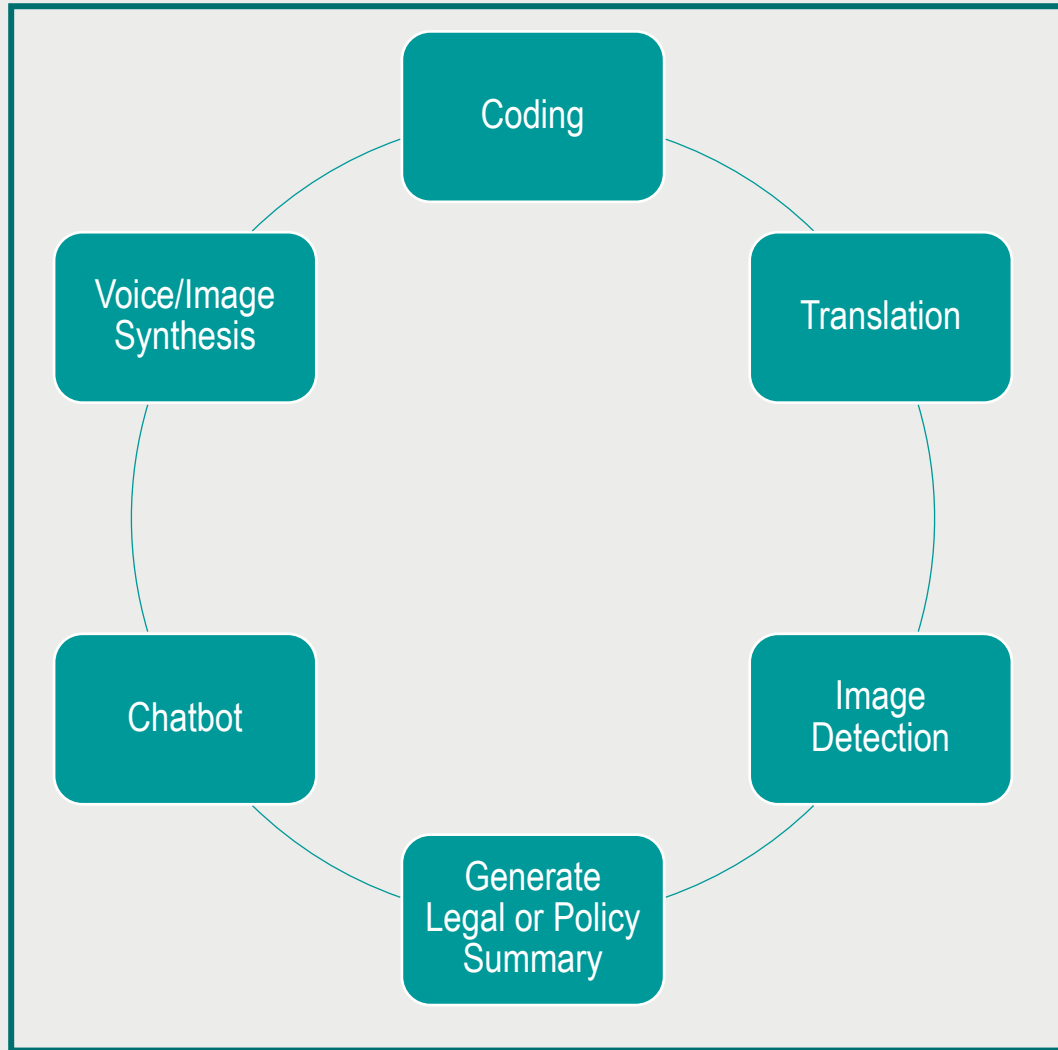 Coding
Translation
Image
Detection
Generate
Legal or Policy
Summary
Chatbot
Voice/Image
Synthesis